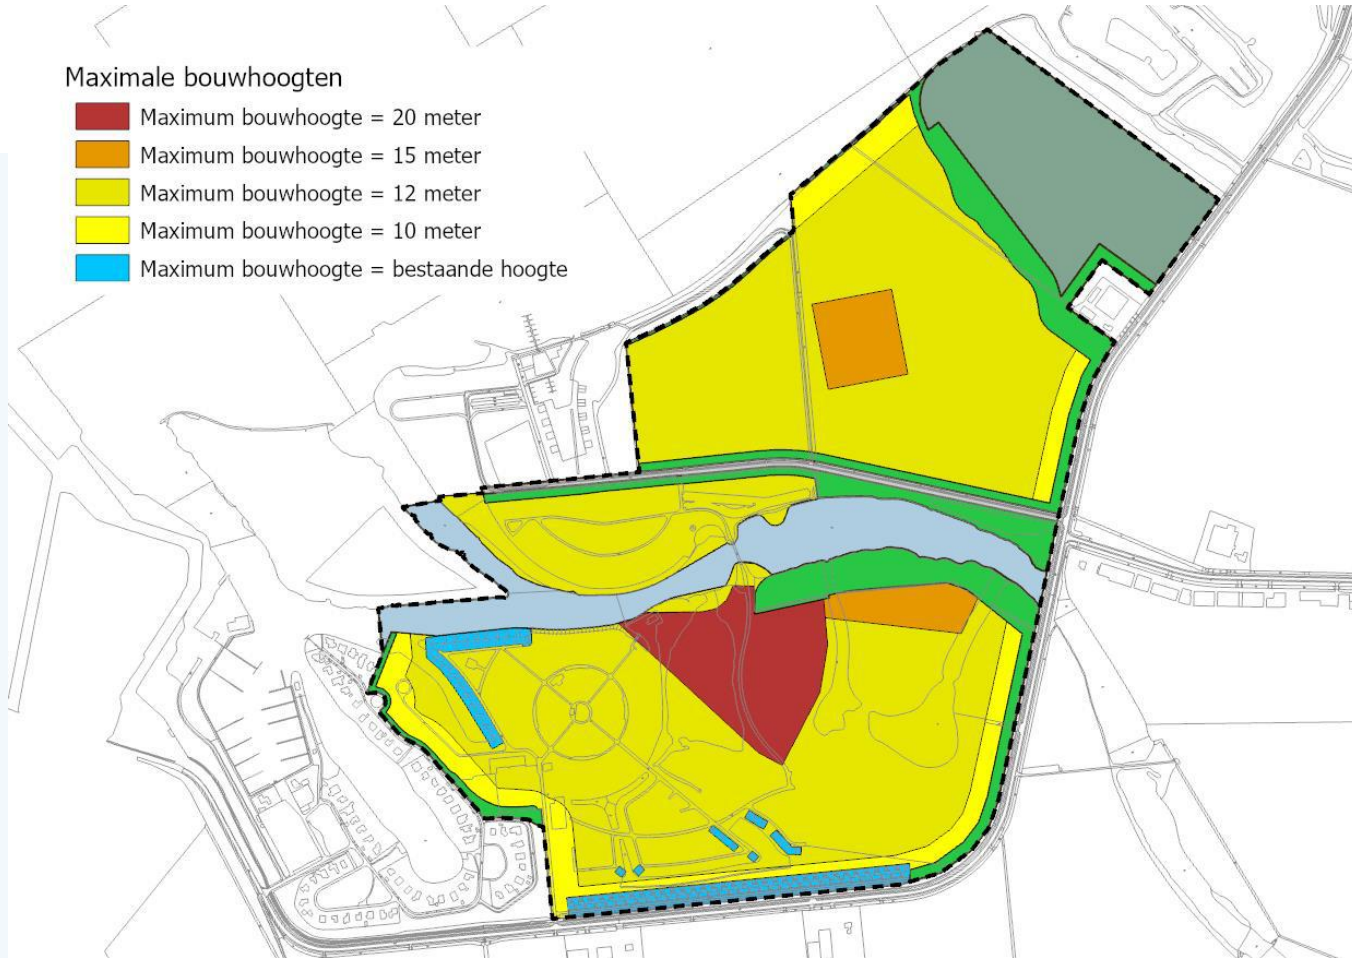 Maximale bouwhoogten
Maximum bouwhoogte = 20 meter
Maximum bouwhoogte = 15 meter
Maximum bouwhoogte = 12 meter
Maximum bouwhoogte = 10 meter
Maximum bouwhoogte = bestaande hoogte